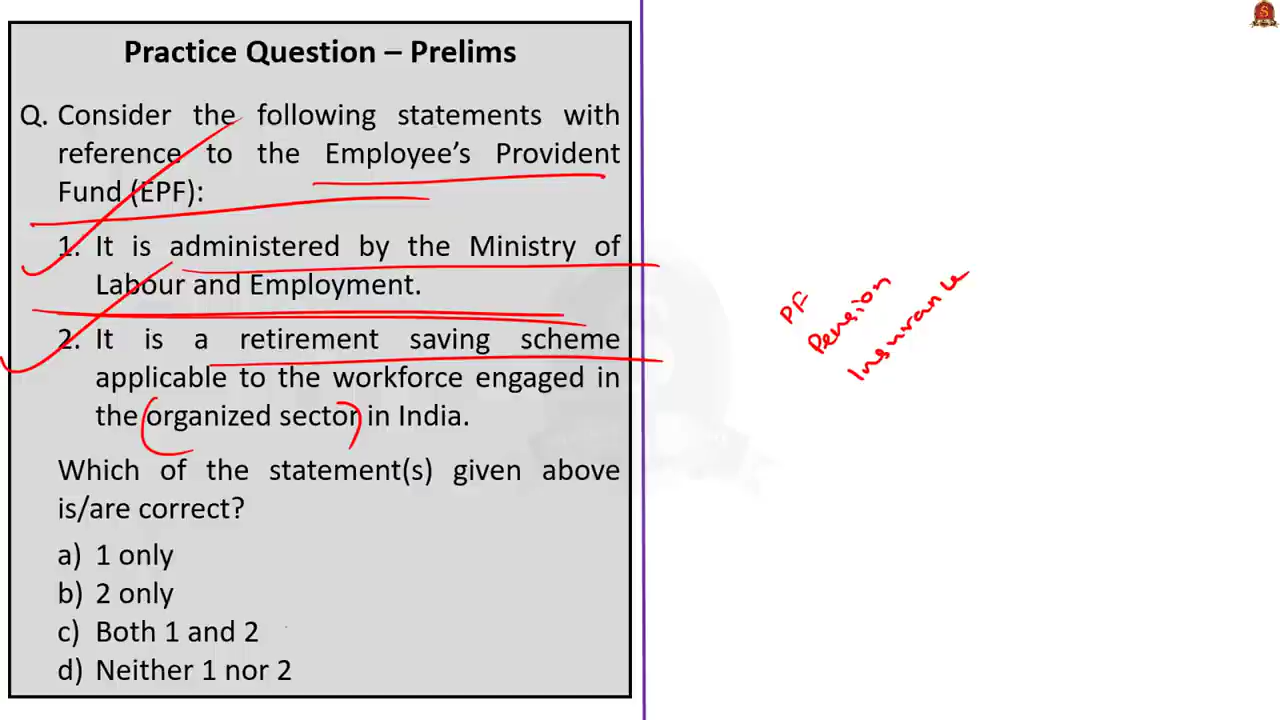 Practice Question – Prelims
Q. Consider the following statements with
reference to the Employee's Provident
Fund (EPF):
1. It is administered by the Ministry of
Labour and Employment.
2. It is a retirement saving scheme
applicable to the workforce engaged in
the organized sector in India.
Which of the statement(s) given above
is/are correct?
a) 1 only
b) 2 only
c) Both 1 and 2
d) Neither 1 nor 2
PF
Pension
Insurance